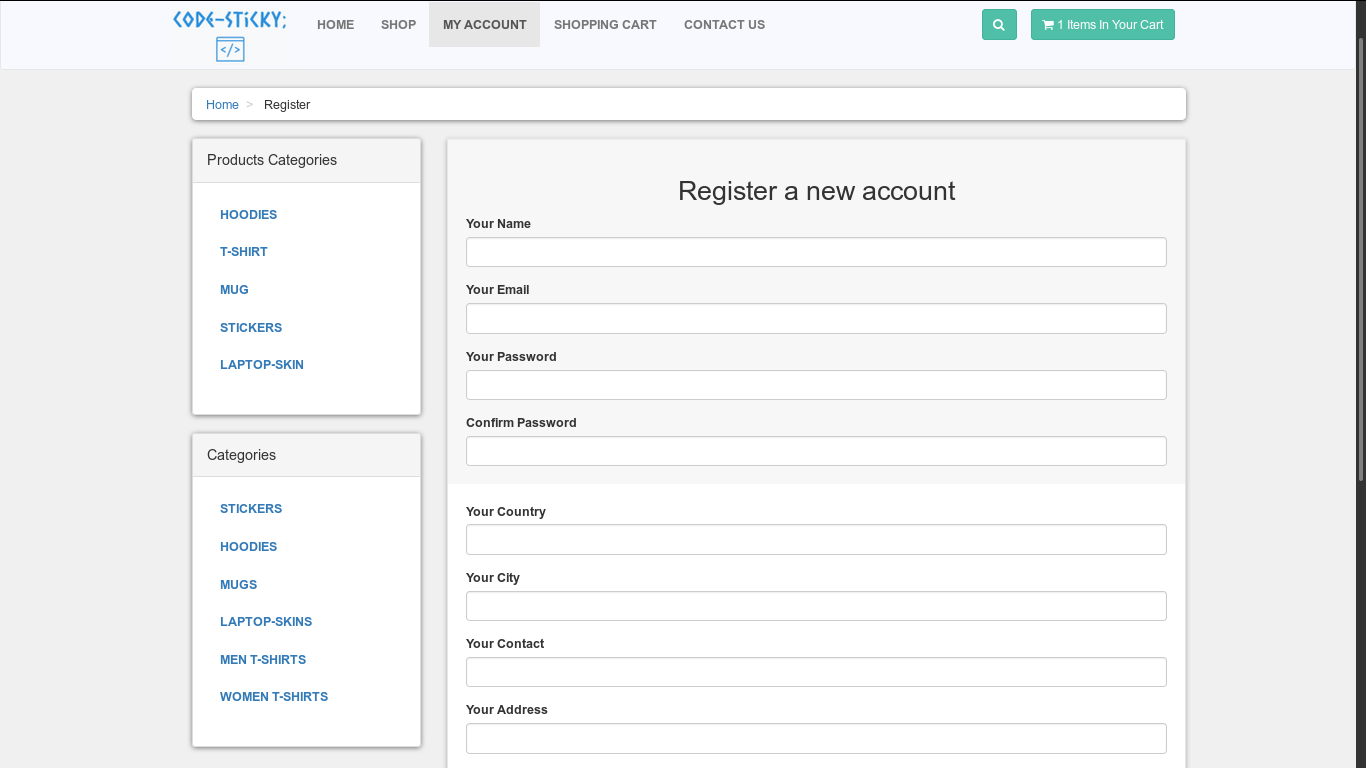 CODE-STICKY;
</>
HOME SHOP MY ACCOUNT SHOPPING CART CONTACT US
1 Items In Your Cart
Home > Register
Products Categories
HOODIES
T-SHIRT
MUG
STICKERS
LAPTOP-SKIN
Categories
STICKERS
HOODIES
MUGS
LAPTOP-SKINS
MEN T-SHIRTS
WOMEN T-SHIRTS
Register a new account
Your Name
Your Email
Your Password
Confirm Password
Your Country
Your City
Your Contact
Your Address